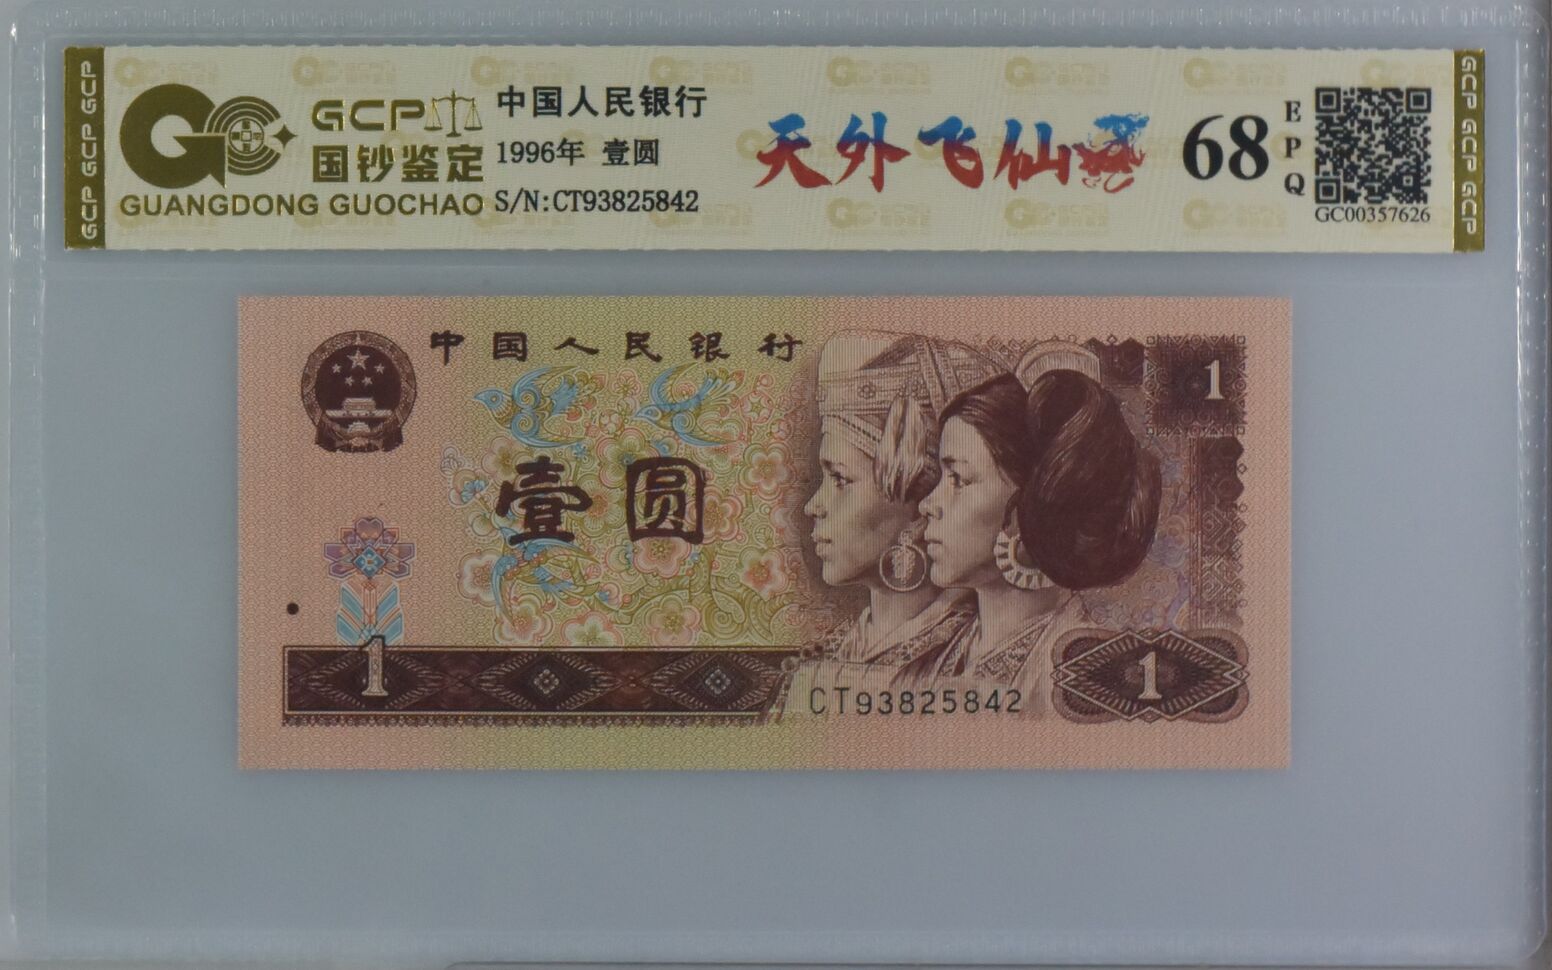 GCP GCP GCP
GCP
国钞鉴定
GUANGDONG GUOCHAO
中国人民银行
1996年 壹圆
S/N:CT93825842
天外飞仙
68
EPQ
GC00357626
GCP GCP GCP
中国人民银行
1
壹圆
1
CT93825842
1